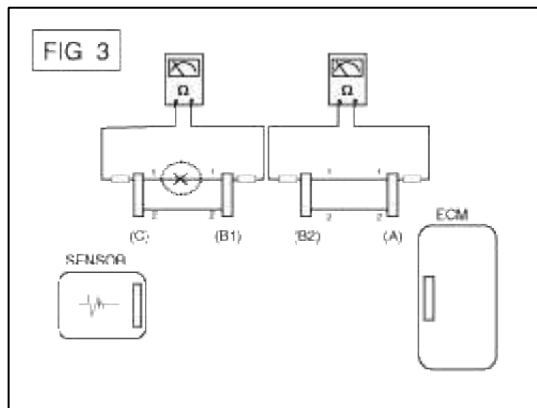 FIG 3
Ω Ω
1 1 1 1
2 2 2 2
(C) (B1) (B2) (A)
SENSOR
ECM